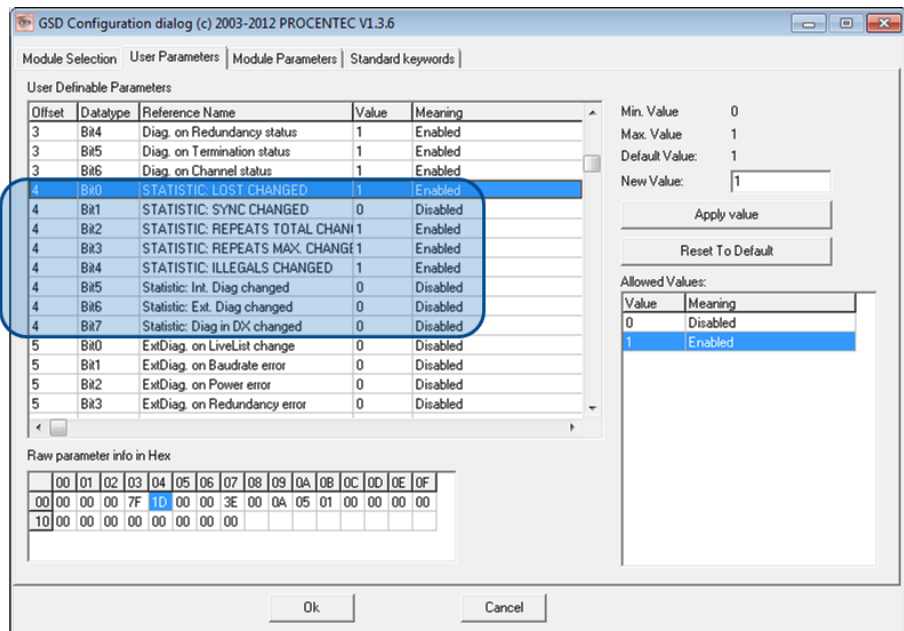 GSD Configuration dialog (c) 2003-2012 PROCENTEC V1.3.6
Module Selection User Parameters Module Parameters Standard keywords
User Definable Parameters
Offset Datatype Reference Name Value Meaning
3 Bit4 Diag. on Redundancy status 1 Enabled
3 Bit5 Diag. on Termination status 1 Enabled
3 Bit6 Diag. on Channel status 1 Enabled
4 Bit0 STATISTIC: LOST CHANGED 1 Enabled
4 Bit1 STATISTIC: SYNC CHANGED 0 Disabled
4 Bit2 STATISTIC: REPEATS TOTAL CHAN 1 Enabled
4 Bit3 STATISTIC: REPEATS MAX. CHANGE 1 Enabled
4 Bit4 STATISTIC: ILLEGALS CHANGED 1 Enabled
4 Bit5 Statistic: Int. Diag changed 0 Disabled
4 Bit6 Statistic: Ext. Diag changed 0 Disabled
4 Bit7 Statistic: Diag in DX changed 0 Disabled
5 Bit0 ExtDiag. on LiveList change 0 Disabled
5 Bit1 ExtDiag. on Baudrate error 0 Disabled
5 Bit2 ExtDiag. on Power error 0 Disabled
5 Bit3 ExtDiag. on Redundancy error 0 Disabled
Min. Value 0
Max. Value 1
Default Value: 1
New Value: 1
Apply value
Reset To Default
Allowed Values:
Value Meaning
0 Disabled
1 Enabled
Raw parameter info in Hex
00 01 02 03 04 05 06 07 08 09 0A 0B 0C 0D 0E 0F
00 00 00 00 7F 1D 00 00 3E 00 0A 05 01 00 00 00 00
10 00 00 00 00 00 00 00 00
Ok Cancel